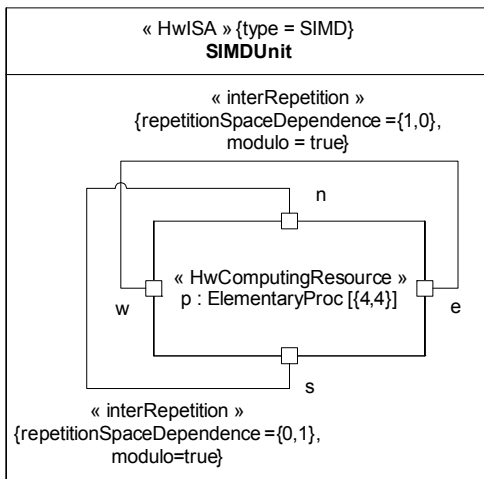 « HwISA » {type = SIMD}
SIMDUnit
« interRepetition »
{repetitionSpaceDependence ={1,0},
modulo = true}
n
« HwComputingResource »
p : ElementaryProc [{4,4}]
w
e
s
« interRepetition »
{repetitionSpaceDependence ={0,1},
modulo=true}